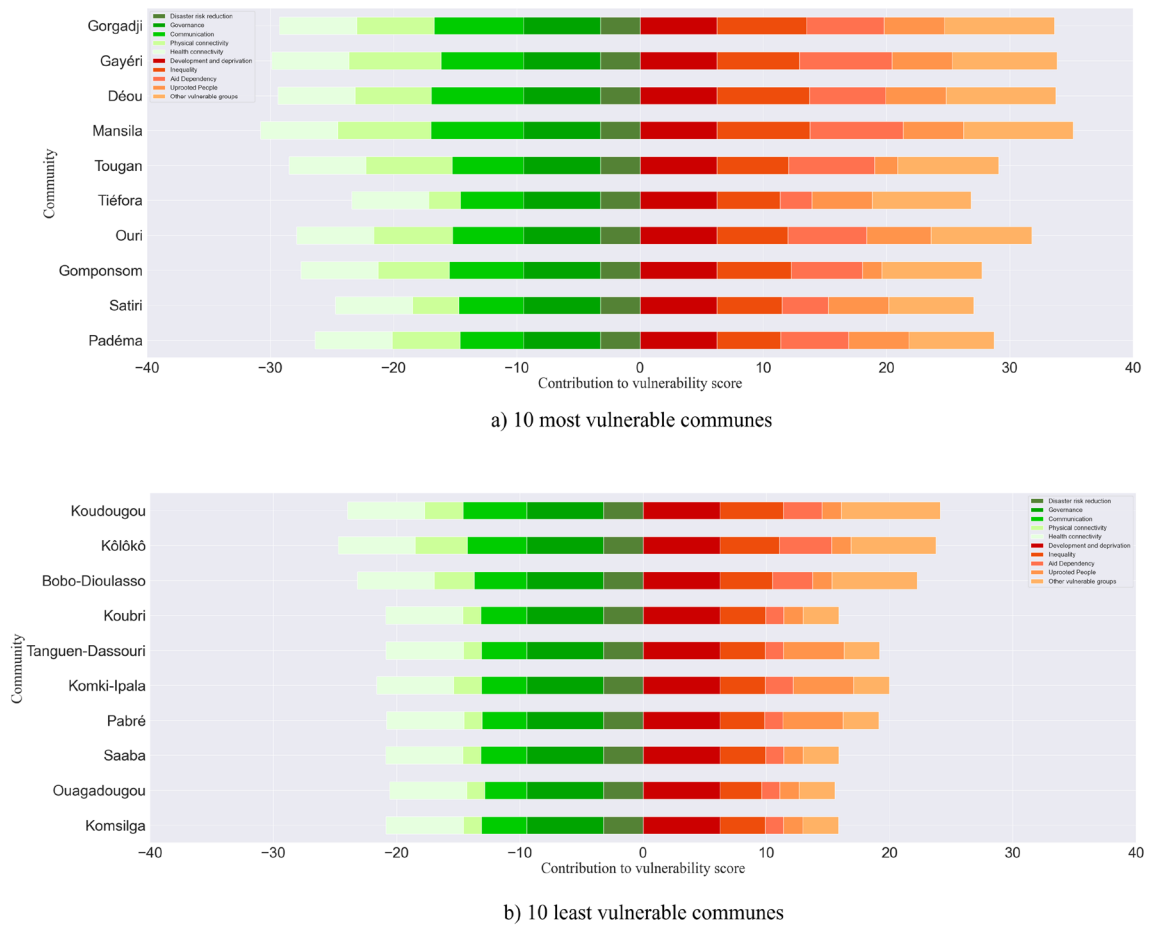 Gorgadji
Gayéri
Déou
Mansila
Tougan
Tiéfora
Ouri
Gomponsom
Satiri
Padéma
Community
Disaster risk reduction
Governance
Communication
Physical connectivity
Health connectivity
Development and deprivation
Inequality
Aid Dependency
Uprooted People
Other vulnerable groups
−40 −30 −20 −10 0 10 20 30 40
Contribution to vulnerability score
a) 10 most vulnerable communes
Koudougou
Kôlôkô
Bobo-Dioulasso
Koubri
Tanguen-Dassouri
Komki-Ipala
Pabré
Saaba
Ouagadougou
Komsilga
Community
Disaster risk reduction
Governance
Communication
Physical connectivity
Health connectivity
Development and deprivation
Inequality
Aid Dependency
Uprooted People
Other vulnerable groups
−40 −30 −20 −10 0 10 20 30 40
Contribution to vulnerability score
b) 10 least vulnerable communes